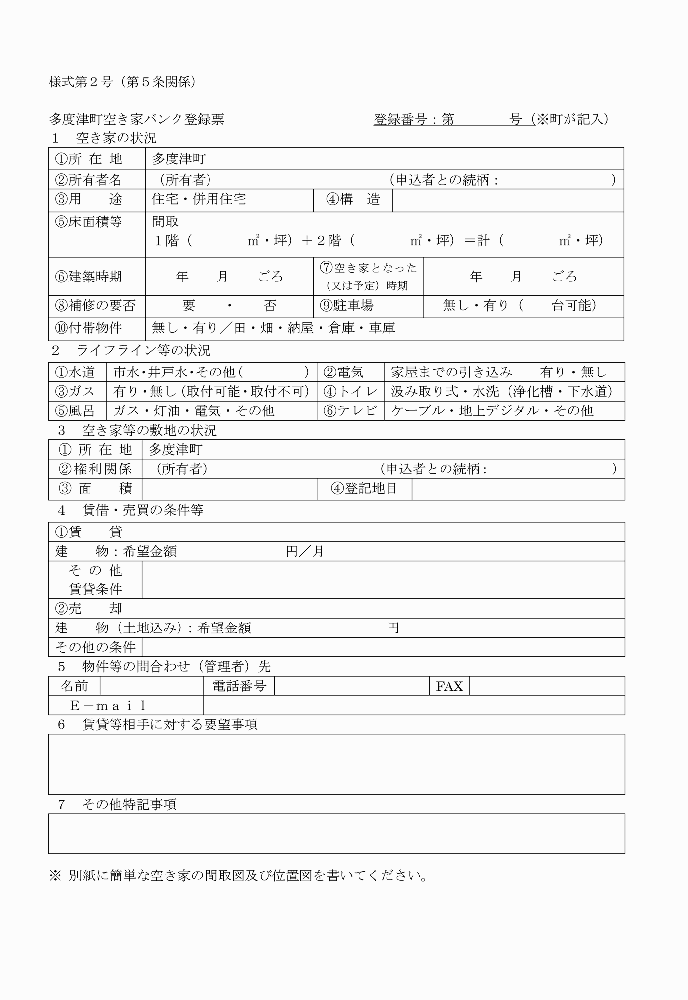 様式第２号（第５条関係）
多度津町空き家バンク登録票　　　　　　　　　　　登録番号：第　　　　号（※町が記入）
１　空き家の状況
①所 在 地　多度津町
②所有者名　（所有者）　　　　　　　　　　　　　（申込者との続柄：　　　　　　　　）
③用　　途　住宅・併用住宅　④構　造
⑤床面積等　間取
１階（　　　　㎡・坪）＋２階（　　　　㎡・坪）＝計（　　　　㎡・坪）
⑥建築時期　　　年　　月　　ごろ　⑦空き家となった（又は予定）時期　　　年　　月　　ごろ
⑧補修の要否　　　要　　・　　否　⑨駐車場　無し・有り（　　台可能）
⑩付帯物件　無し・有り／田・畑・納屋・倉庫・車庫
２　ライフライン等の状況
①水道　市水・井戸水・その他（　　　　　）　②電気　家屋までの引き込み　　有り・無し
③ガス　有り・無し（取付可能・取付不可）　④トイレ　汲み取り式・水洗（浄化槽・下水道）
⑤風呂　ガス・灯油・電気・その他　⑥テレビ　ケーブル・地上デジタル・その他
３　空き家等の敷地の状況
① 所 在 地　多度津町
②権利関係　（所有者）　　　　　　　　　　　　　（申込者との続柄：　　　　　　　　　）
③ 面　　積　　　　　　④登記地目
４　賃借・売買の条件等
①賃　　貸
建　　物：希望金額　　　　　　　　円／月
そ の 他
賃貸条件
②売　　却
建　　物（土地込み）：希望金額　　　　　　　　　　円
その他の条件
５　物件等の問合わせ（管理者）先
名前　　　　　　　電話番号　　　　　　　　　　　FAX
Ｅ－ｍａｉｌ
６　賃貸等相手に対する要望事項
７　その他特記事項
※ 別紙に簡単な空き家の間取図及び位置図を書いてください。